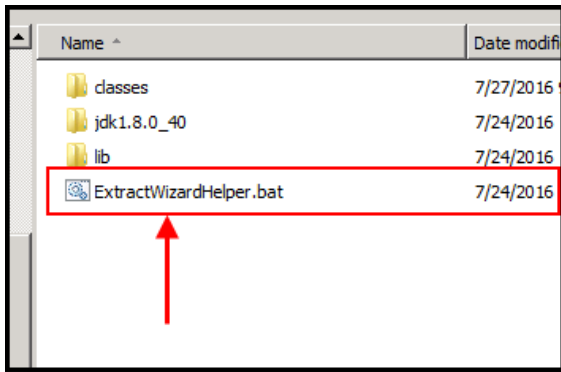 Name Date modifi
classes 7/27/2016 9
jdk1.8.0_40 7/24/2016
lib 7/24/2016
ExtractWizardHelper.bat 7/24/2016